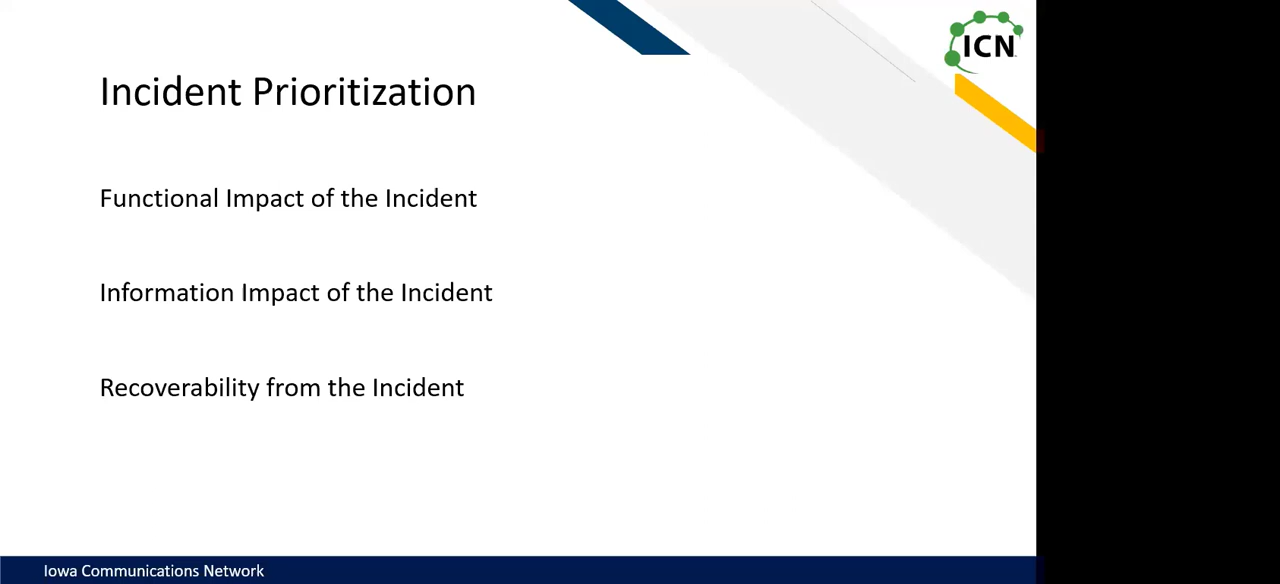 ICN
Incident Prioritization
Functional Impact of the Incident
Information Impact of the Incident
Recoverability from the Incident
Iowa Communications Network